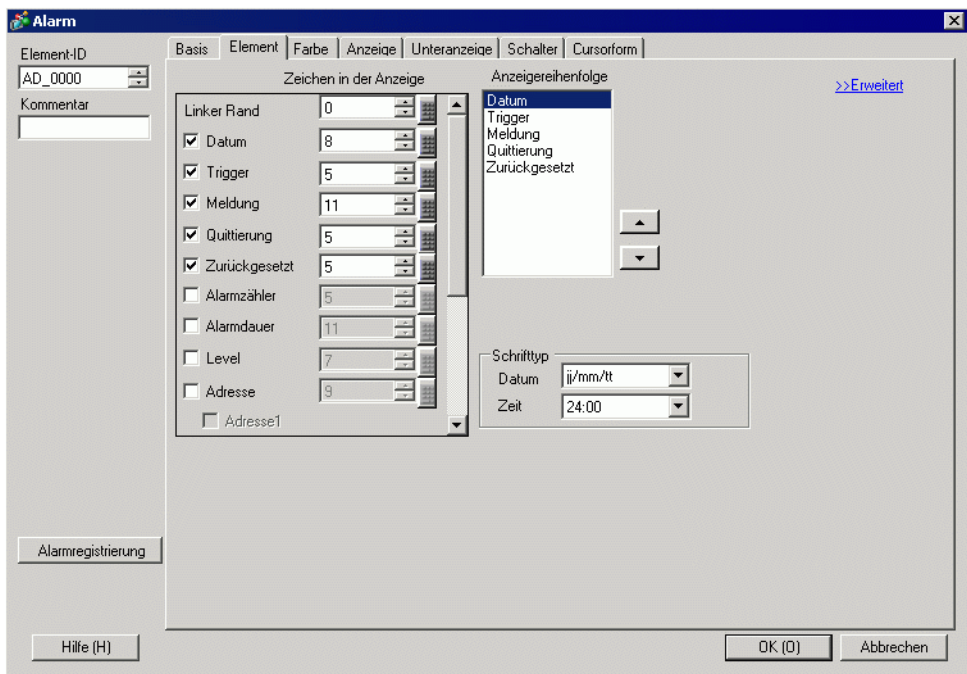 Alarm
Element-ID
AD_0000
Kommentar
Basis Element Farbe Anzeige Unteranzeige Schalter Cursorform
Zeichen in der Anzeige
Linker Rand 0
Datum 8
Trigger 5
Meldung 11
Quittierung 5
Zurückgesetzt 5
Alarmzähler 5
Alarmdauer 11
Level 7
Adresse 9
Adresse1
Anzeigereihenfolge
Datum
Trigger
Meldung
Quittierung
Zurückgesetzt
>>Erweitert
Schrifttyp
Datum jj/mm/tt
Zeit 24:00
Alarmregistrierung
Hilfe (H)
OK (O)
Abbrechen